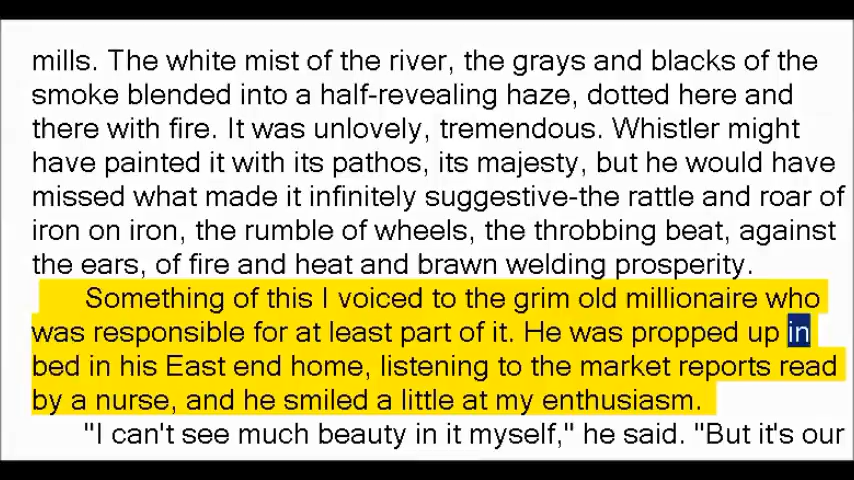 mills. The white mist of the river, the grays and blacks of the
smoke blended into a half-revealing haze, dotted here and
there with fire. It was unlovely, tremendous. Whistler might
have painted it with its pathos, its majesty, but he would have
missed what made it infinitely suggestive-the rattle and roar of
iron on iron, the rumble of wheels, the throbbing beat, against
the ears, of fire and heat and brawn welding prosperity.
Something of this I voiced to the grim old millionaire who
was responsible for at least part of it. He was propped up in
bed in his East end home, listening to the market reports read
by a nurse, and he smiled a little at my enthusiasm.
"I can't see much beauty in it myself," he said. "But it's our